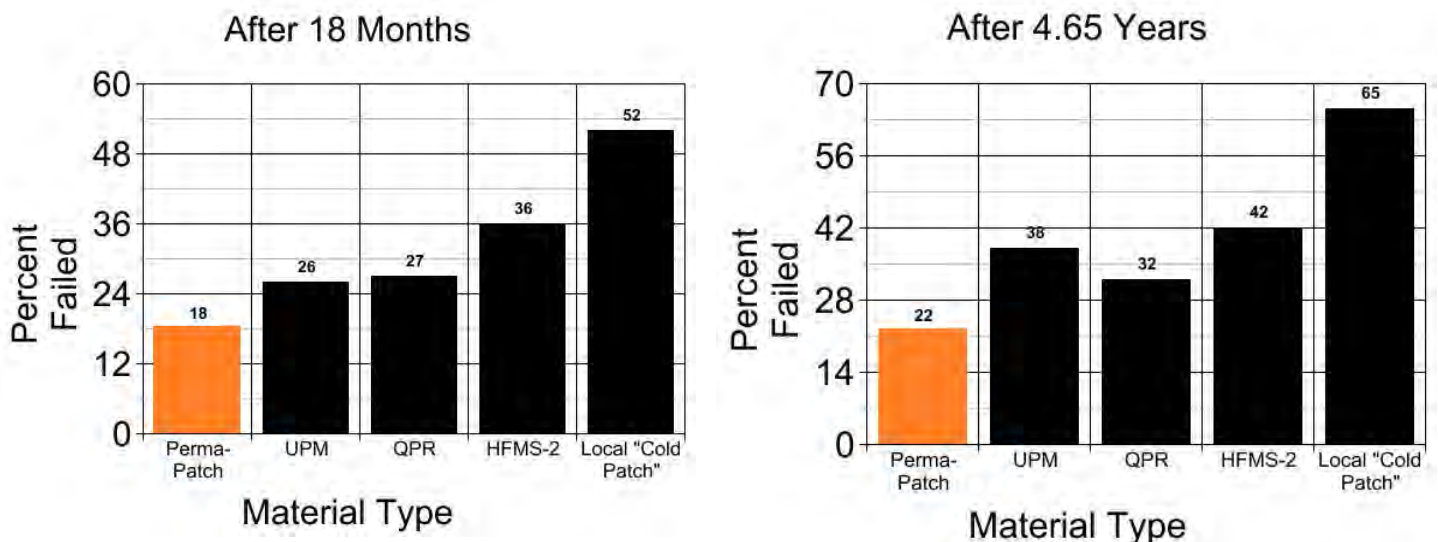 After 18 Months
60
48
36
24
12
0
Percent
Failed
18
26
27
36
52
Perma-
Patch
UPM
QPR
HFMS-2
Local "Cold
Patch"
Material Type
After 4.65 Years
70
56
42
28
14
0
Percent
Failed
22
38
32
42
65
Perma-
Patch
UPM
QPR
HFMS-2
Local "Cold
Patch"
Material Type